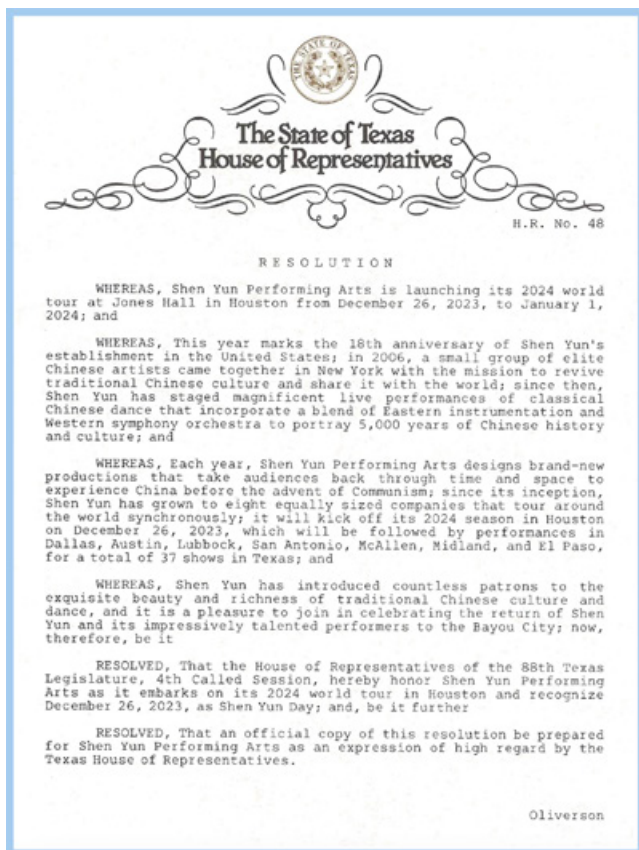 THE STATE OF TEXAS
The State of Texas
House of Representatives
H.R. No. 48
RESOLUTION
WHEREAS, Shen Yun Performing Arts is launching its 2024 world
tour at Jones Hall in Houston from December 26, 2023, to January 1,
2024; and
WHEREAS, This year marks the 18th anniversary of Shen Yun's
establishment in the United States; in 2006, a small group of elite
Chinese artists came together in New York with the mission to revive
traditional Chinese culture and share it with the world; since then,
Shen Yun has staged magnificent live performances of classical
Chinese dance that incorporate a blend of Eastern instrumentation and
Western symphony orchestra to portray 5,000 years of Chinese history
and culture; and
WHEREAS, Each year, Shen Yun Performing Arts designs brand-new
productions that take audiences back through time and space to
experience China before the advent of Communism; since its inception,
Shen Yun has grown to eight equally sized companies that tour around
the world synchronously; it will kick off its 2024 season in Houston
on December 26, 2023, which will be followed by performances in
Dallas, Austin, Lubbock, San Antonio, McAllen, Midland, and El Paso,
for a total of 37 shows in Texas; and
WHEREAS, Shen Yun has introduced countless patrons to the
exquisite beauty and richness of traditional Chinese culture and
dance, and it is a pleasure to join in celebrating the return of Shen
Yun and its impressively talented performers to the Bayou City; now,
therefore, be it
RESOLVED, That the House of Representatives of the 88th Texas
Legislature, 4th Called Session, hereby honor Shen Yun Performing
Arts as it embarks on its 2024 world tour in Houston and recognize
December 26, 2023, as Shen Yun Day; and, be it further
RESOLVED, That an official copy of this resolution be prepared
for Shen Yun Performing Arts as an expression of high regard by the
Texas House of Representatives.
Oliverson